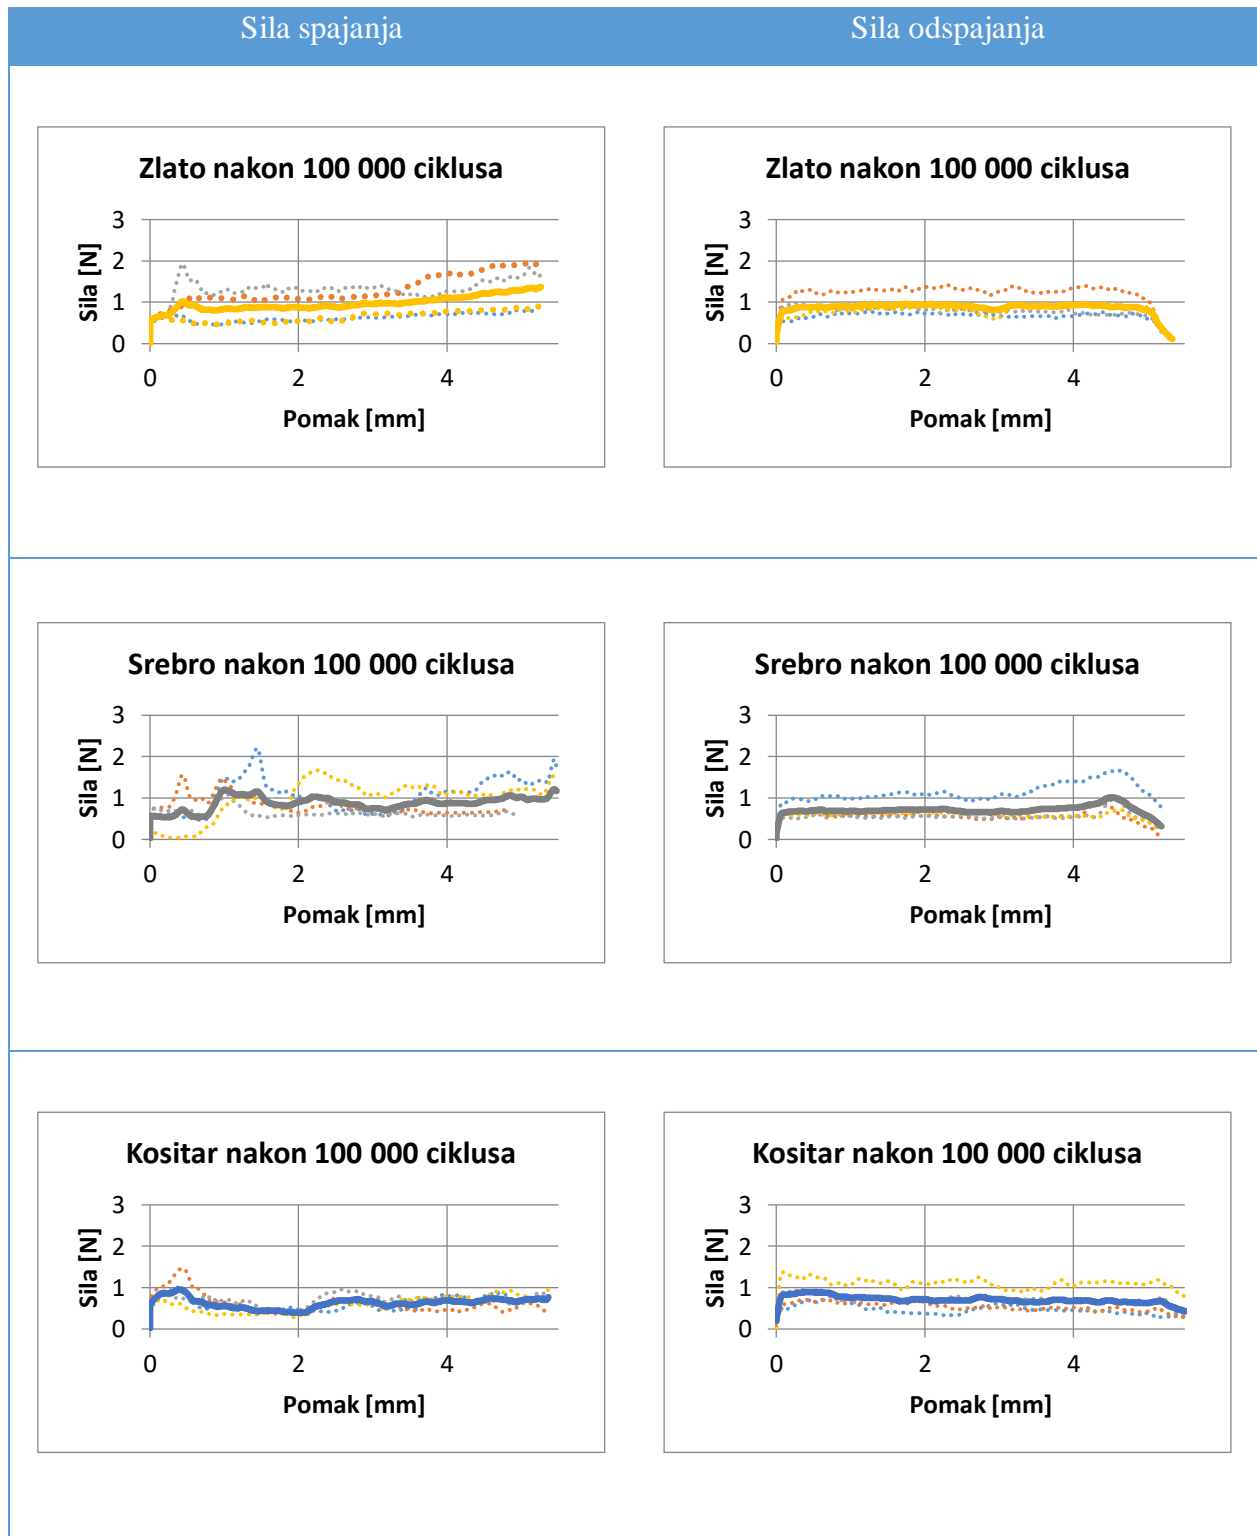 Sila spajanja
Sila odspajanja
Zlato nakon 100 000 ciklusa
3
2
1
0
Sila [N]
0 2 4
Pomak [mm]
Zlato nakon 100 000 ciklusa
3
2
1
0
Sila [N]
0 2 4
Pomak [mm]
Srebro nakon 100 000 ciklusa
3
2
1
0
Sila [N]
0 2 4
Pomak [mm]
Srebro nakon 100 000 ciklusa
3
2
1
0
Sila [N]
0 2 4
Pomak [mm]
Kositar nakon 100 000 ciklusa
3
2
1
0
Sila [N]
0 2 4
Pomak [mm]
Kositar nakon 100 000 ciklusa
3
2
1
0
Sila [N]
0 2 4
Pomak [mm]